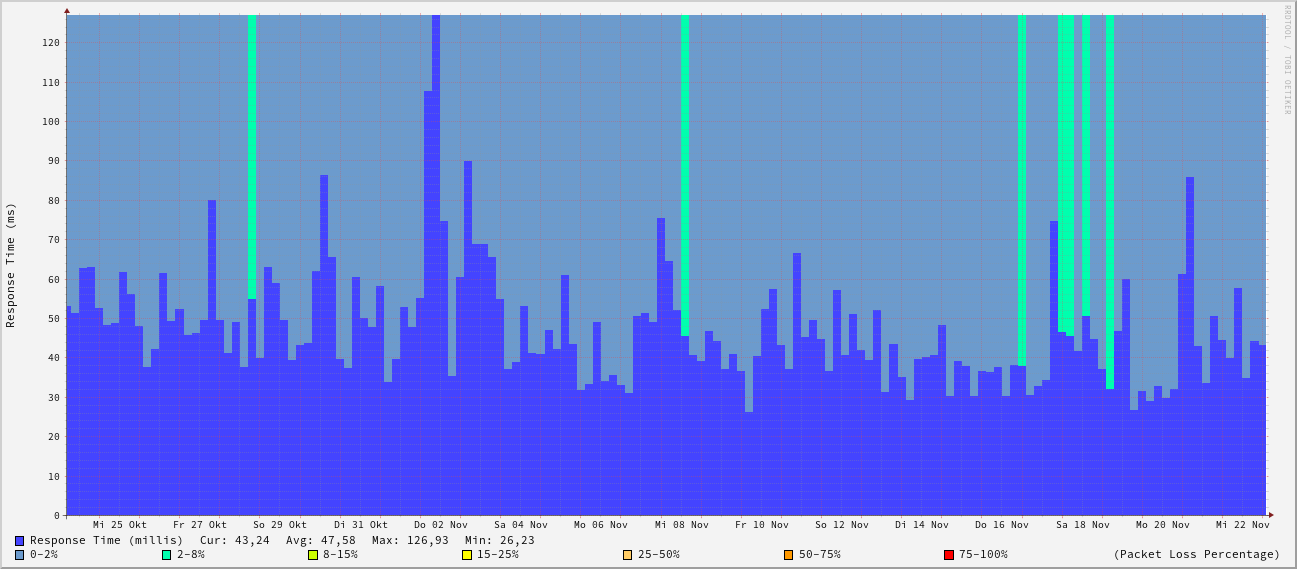 RRDTOOL / TOBI OETIKER
Response Time (ms)
120
110
100
90
80
70
60
50
40
30
20
10
0
Mi 25 Okt Fr 27 Okt So 29 Okt Di 31 Okt Do 02 Nov Sa 04 Nov Mo 06 Nov Mi 08 Nov Fr 10 Nov So 12 Nov Di 14 Nov Do 16 Nov Sa 18 Nov Mo 20 Nov Mi 22 Nov
Response Time (millis) Cur: 43,24 Avg: 47,58 Max: 126,93 Min: 26,23
0-2% 2-8% 8-15% 15-25% 25-50% 50-75% 75-100% (Packet Loss Percentage)